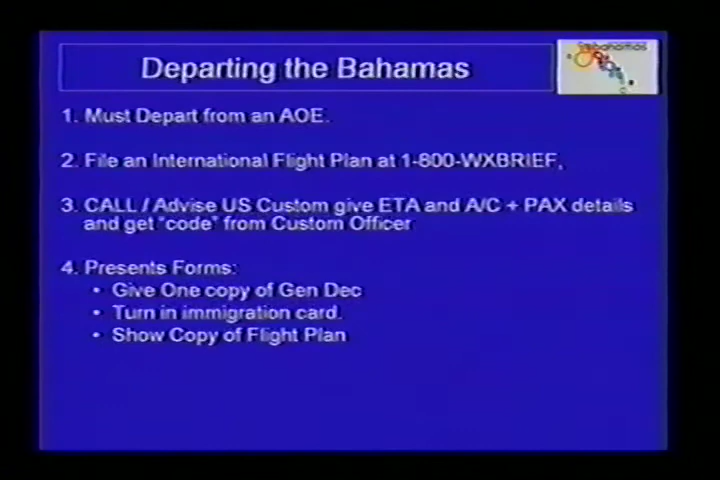 Departing the Bahamas
bahamas
1. Must Depart from an AOE.
2. File an International Flight Plan at 1-800-WXBRIEF,
3. CALL / Advise US Custom give ETA and A/C + PAX details
and get “code” from Custom Officer
4. Presents Forms:
• Give One copy of Gen Dec
• Turn in immigration card.
• Show Copy of Flight Plan